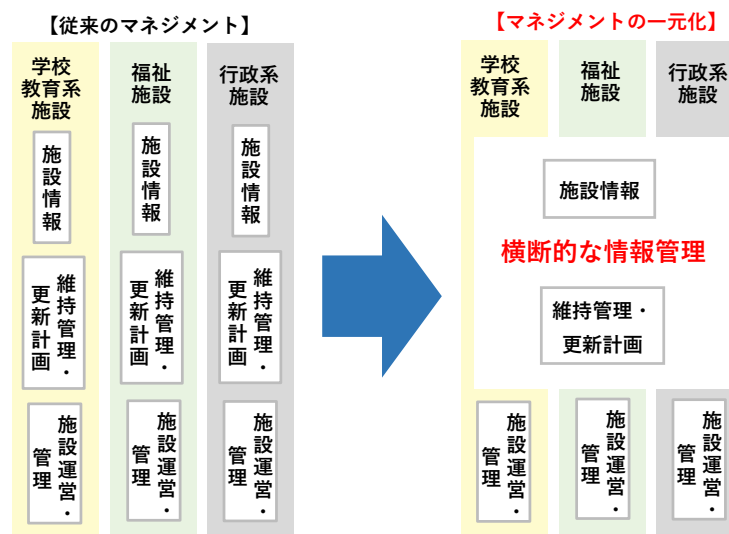 【従来のマネジメント】
学校
教育系
施設
福祉
施設
行政系
施設
施設情報
施設情報
施設情報
維持管理・
更新計画
維持管理・
更新計画
維持管理・
更新計画
施設運営・
管理
施設運営・
管理
施設運営・
管理
【マネジメントの一元化】
学校
教育系
施設
福祉
施設
行政系
施設
施設情報
横断的な情報管理
維持管理・
更新計画
施設運営・
管理
施設運営・
管理
施設運営・
管理